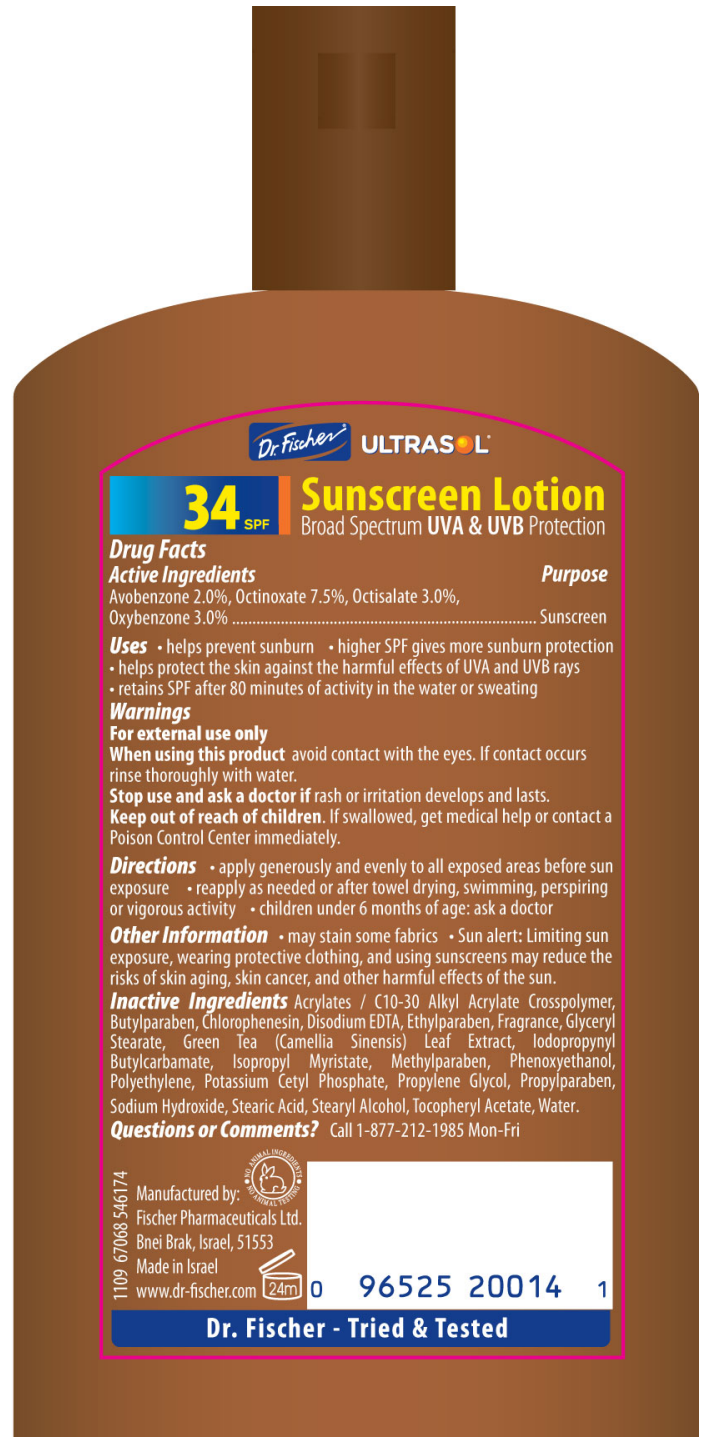 Dr. Fischer® ULTRASOL
34 SPF
Sunscreen Lotion
Broad Spectrum UVA & UVB Protection
Drug Facts
Active Ingredients Purpose
Avobenzone 2.0%, Octinoxate 7.5%, Octisalate 3.0%,
Oxybenzone 3.0% ........................................................................... Sunscreen
Uses • helps prevent sunburn • higher SPF gives more sunburn protection
• helps protect the skin against the harmful effects of UVA and UVB rays
• retains SPF after 80 minutes of activity in the water or sweating
Warnings
For external use only
When using this product avoid contact with the eyes. If contact occurs
rinse thoroughly with water.
Stop use and ask a doctor if rash or irritation develops and lasts.
Keep out of reach of children. If swallowed, get medical help or contact a
Poison Control Center immediately.
Directions • apply generously and evenly to all exposed areas before sun
exposure • reapply as needed or after towel drying, swimming, perspiring
or vigorous activity • children under 6 months of age: ask a doctor
Other Information • may stain some fabrics • Sun alert: Limiting sun
exposure, wearing protective clothing, and using sunscreens may reduce the
risks of skin aging, skin cancer, and other harmful effects of the sun.
Inactive Ingredients Acrylates / C10-30 Alkyl Acrylate Crosspolymer,
Butylparaben, Chlorophenesin, Disodium EDTA, Ethylparaben, Fragrance, Glyceryl
Stearate, Green Tea (Camellia Sinensis) Leaf Extract, Iodopropynyl
Butylcarbamate, Isopropyl Myristate, Methylparaben, Phenoxyethanol,
Polyethylene, Potassium Cetyl Phosphate, Propylene Glycol, Propylparaben,
Sodium Hydroxide, Stearic Acid, Stearyl Alcohol, Tocopheryl Acetate, Water.
Questions or Comments? Call 1-877-212-1985 Mon-Fri
1109 67068 546174
NO ANIMAL INGREDIENTS • NO ANIMAL TESTING •
Manufactured by:
Fischer Pharmaceuticals Ltd.
Bnei Brak, Israel, 51553
Made in Israel
www.dr-fischer.com
24m
0 96525 20014 1
Dr. Fischer - Tried & Tested